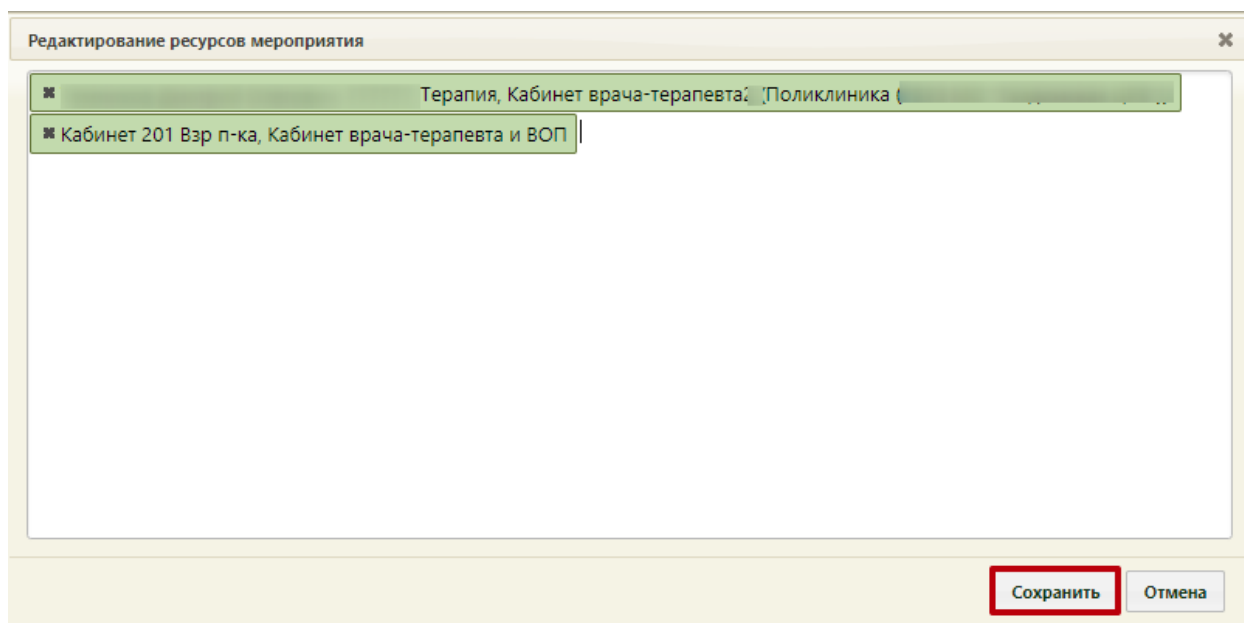 Редактирование ресурсов мероприятия
Терапия, Кабинет врача-терапевта (Поликлиника (
Кабинет 201 Взр п-ка, Кабинет врача-терапевта и ВОП
Сохранить Отмена